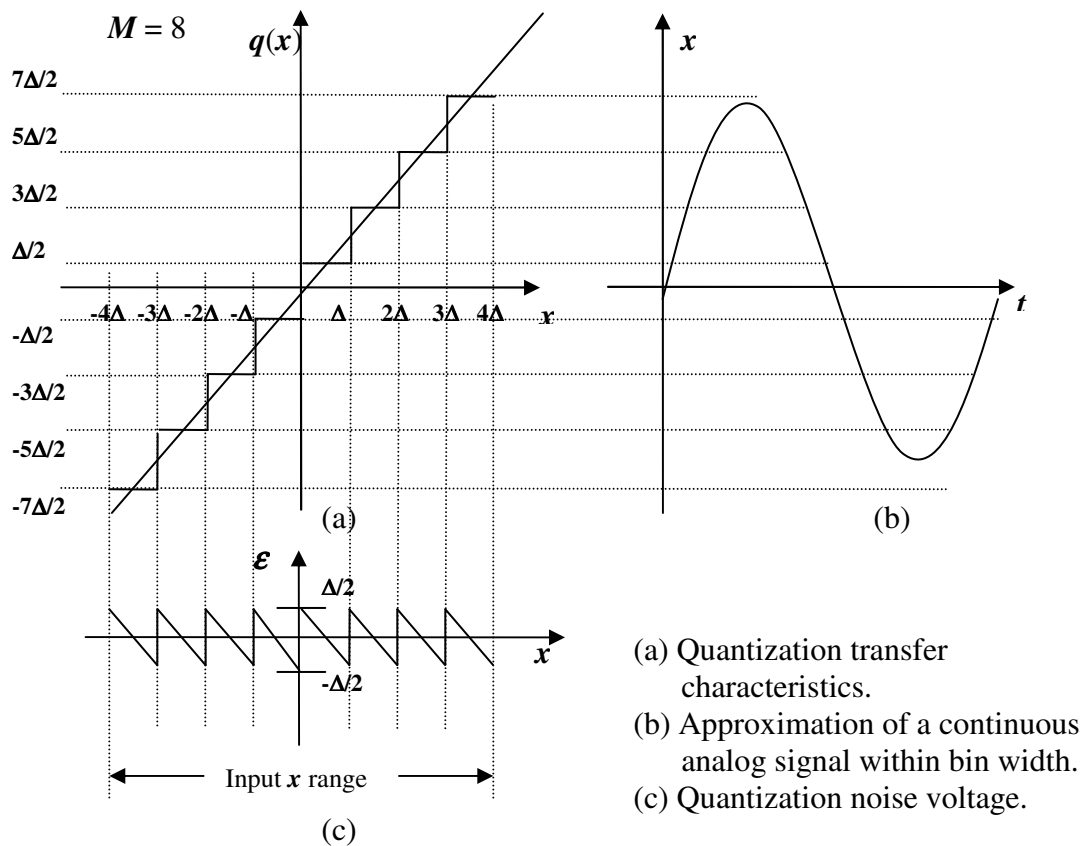 M = 8
q(x)
x
7Δ/2
5Δ/2
3Δ/2
Δ/2
-4Δ -3Δ -2Δ -Δ Δ 2Δ 3Δ 4Δ
x
t
-Δ/2
-3Δ/2
-5Δ/2
-7Δ/2
(a)
(b)
ε
Δ/2
x
-Δ/2
Input x range
(c)
(a) Quantization transfer
characteristics.
(b) Approximation of a continuous
analog signal within bin width.
(c) Quantization noise voltage.